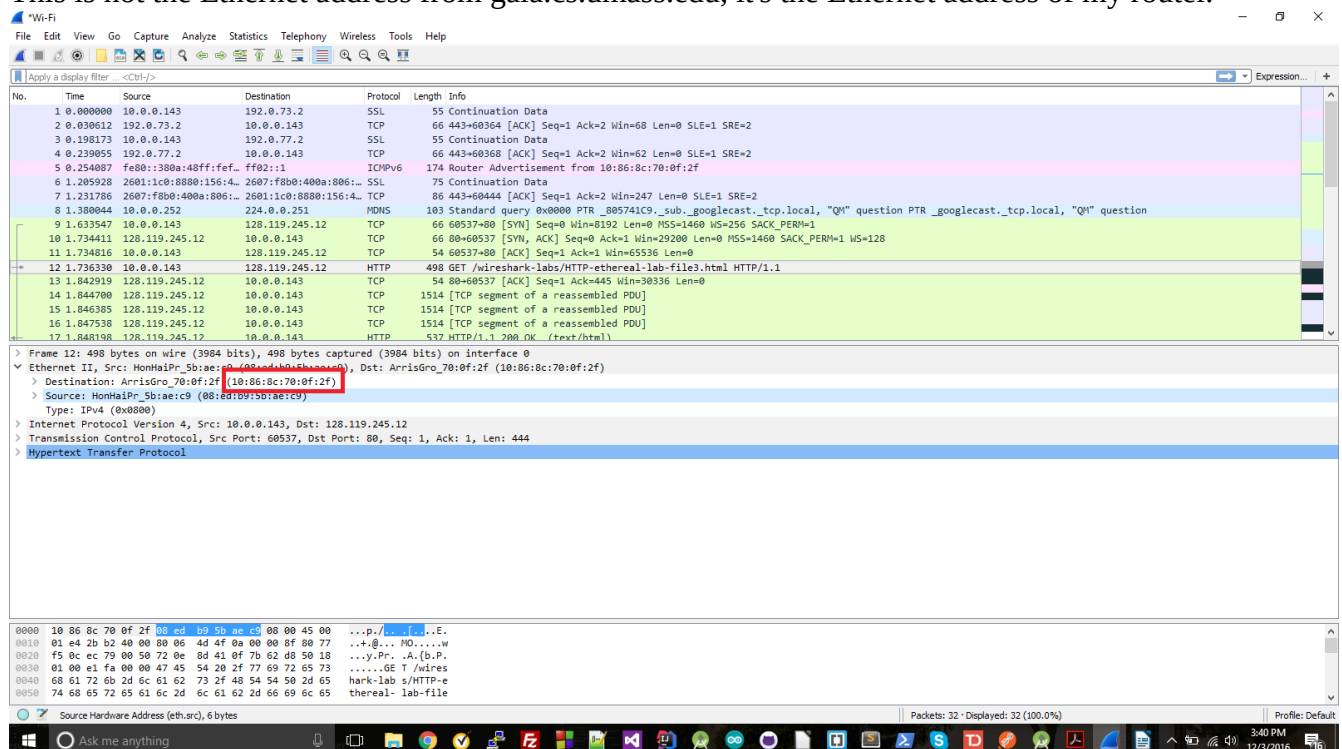 This is not the Ethernet address from gaia.cs.umass.edu, it's the Ethernet address of my router.
*Wi-Fi
File Edit View Go Capture Analyze Statistics Telephony Wireless Tools Help
Apply a display filter ... <Ctrl-/> Expression... +
No. Time Source Destination Protocol Length Info
1 0.000000 10.0.0.143 192.0.73.2 SSL 55 Continuation Data
2 0.030612 192.0.73.2 10.0.0.143 TCP 66 443→60364 [ACK] Seq=1 Ack=2 Win=68 Len=0 SLE=1 SRE=2
3 0.198173 10.0.0.143 192.0.77.2 SSL 55 Continuation Data
4 0.239055 192.0.77.2 10.0.0.143 TCP 66 443→60368 [ACK] Seq=1 Ack=2 Win=62 Len=0 SLE=1 SRE=2
5 0.254087 fe80::380a:48ff:fef… ff02::1 ICMPv6 174 Router Advertisement from 10:86:8c:70:0f:2f
6 1.205928 2601:1c0:8880:156:4… 2607:f8b0:400a:806:… SSL 75 Continuation Data
7 1.231786 2607:f8b0:400a:806:… 2601:1c0:8880:156:4… TCP 86 443→60444 [ACK] Seq=1 Ack=2 Win=247 Len=0 SLE=1 SRE=2
8 1.380044 10.0.0.252 224.0.0.251 MDNS 103 Standard query 0x0000 PTR _805741C9._sub._googlecast._tcp.local, "QM" question PTR _googlecast._tcp.local, "QM" question
9 1.633547 10.0.0.143 128.119.245.12 TCP 66 60537→80 [SYN] Seq=0 Win=8192 Len=0 MSS=1460 WS=256 SACK_PERM=1
10 1.734411 128.119.245.12 10.0.0.143 TCP 66 80→60537 [SYN, ACK] Seq=0 Ack=1 Win=29200 Len=0 MSS=1460 SACK_PERM=1 WS=128
11 1.734816 10.0.0.143 128.119.245.12 TCP 54 60537→80 [ACK] Seq=1 Ack=1 Win=65536 Len=0
12 1.736330 10.0.0.143 128.119.245.12 HTTP 498 GET /wireshark-labs/HTTP-ethereal-lab-file3.html HTTP/1.1
13 1.842919 128.119.245.12 10.0.0.143 TCP 54 80→60537 [ACK] Seq=1 Ack=445 Win=30336 Len=0
14 1.844700 128.119.245.12 10.0.0.143 TCP 1514 [TCP segment of a reassembled PDU]
15 1.846385 128.119.245.12 10.0.0.143 TCP 1514 [TCP segment of a reassembled PDU]
16 1.847538 128.119.245.12 10.0.0.143 TCP 1514 [TCP segment of a reassembled PDU]
17 1.848198 128.119.245.12 10.0.0.143 HTTP 537 HTTP/1.1 200 OK (text/html)
Frame 12: 498 bytes on wire (3984 bits), 498 bytes captured (3984 bits) on interface 0
Ethernet II, Src: HonHaiPr_5b:ae:c9 (08:ed:b9:5b:ae:c9), Dst: ArrisGro_70:0f:2f (10:86:8c:70:0f:2f)
Destination: ArrisGro_70:0f:2f (10:86:8c:70:0f:2f)
Source: HonHaiPr_5b:ae:c9 (08:ed:b9:5b:ae:c9)
Type: IPv4 (0x0800)
Internet Protocol Version 4, Src: 10.0.0.143, Dst: 128.119.245.12
Transmission Control Protocol, Src Port: 60537, Dst Port: 80, Seq: 1, Ack: 1, Len: 444
Hypertext Transfer Protocol
0000 10 86 8c 70 0f 2f 08 ed b9 5b ae c9 08 00 45 00 ...p./.. .[....E.
0010 01 e4 2b b2 40 00 80 06 4d 4f 0a 00 00 8f 80 77 ..+.@... MO.....w
0020 f5 0c ec 79 00 50 72 0e 8d 41 0f 7b 62 d8 50 18 ...y.Pr. .A.{b.P.
0030 01 00 e1 fa 00 00 47 45 54 20 2f 77 69 72 65 73 ......GE T /wires
0040 68 61 72 6b 2d 6c 61 62 73 2f 48 54 54 50 2d 65 hark-lab s/HTTP-e
0050 74 68 65 72 65 61 6c 2d 6c 61 62 2d 66 69 6c 65 thereal- lab-file
Source Hardware Address (eth.src), 6 bytes Packets: 32 · Displayed: 32 (100.0%) Profile: Default
Ask me anything 3:40 PM
12/3/2016